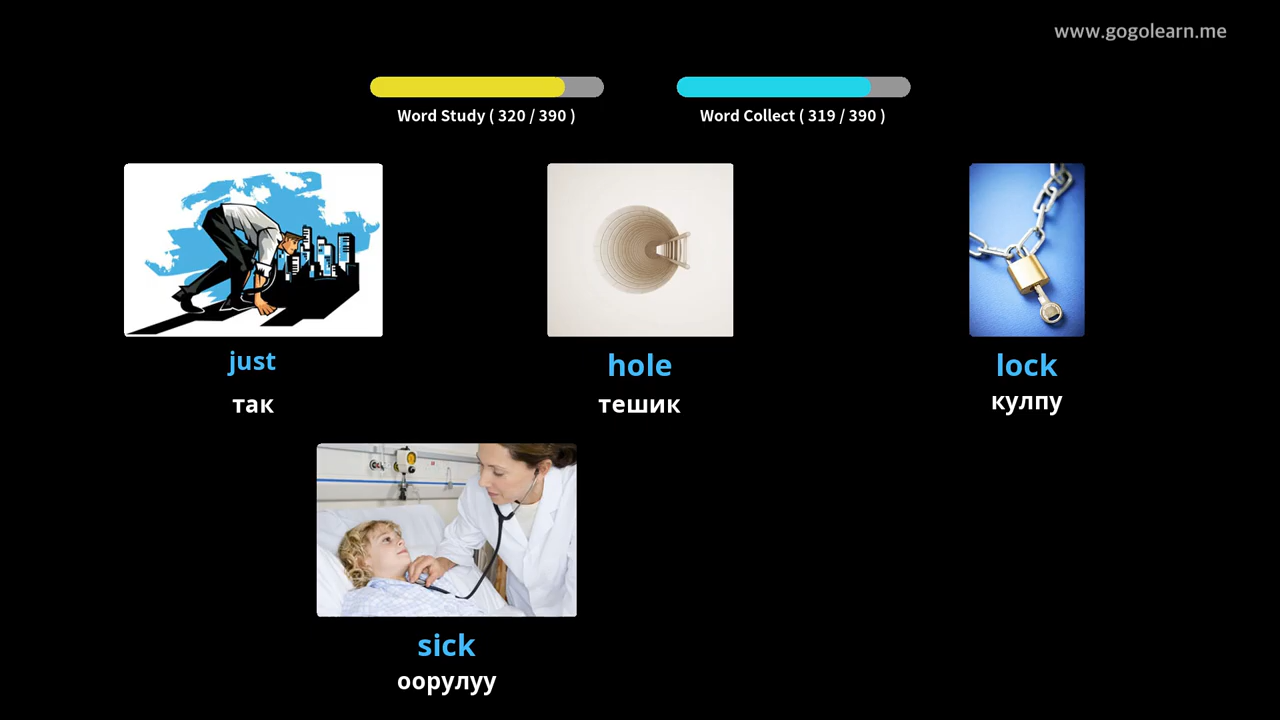 www.gogolearn.me
Word Study ( 320 / 390 )
Word Collect ( 319 / 390 )
just
так
hole
тешик
lock
кулпу
sick
оорулуу